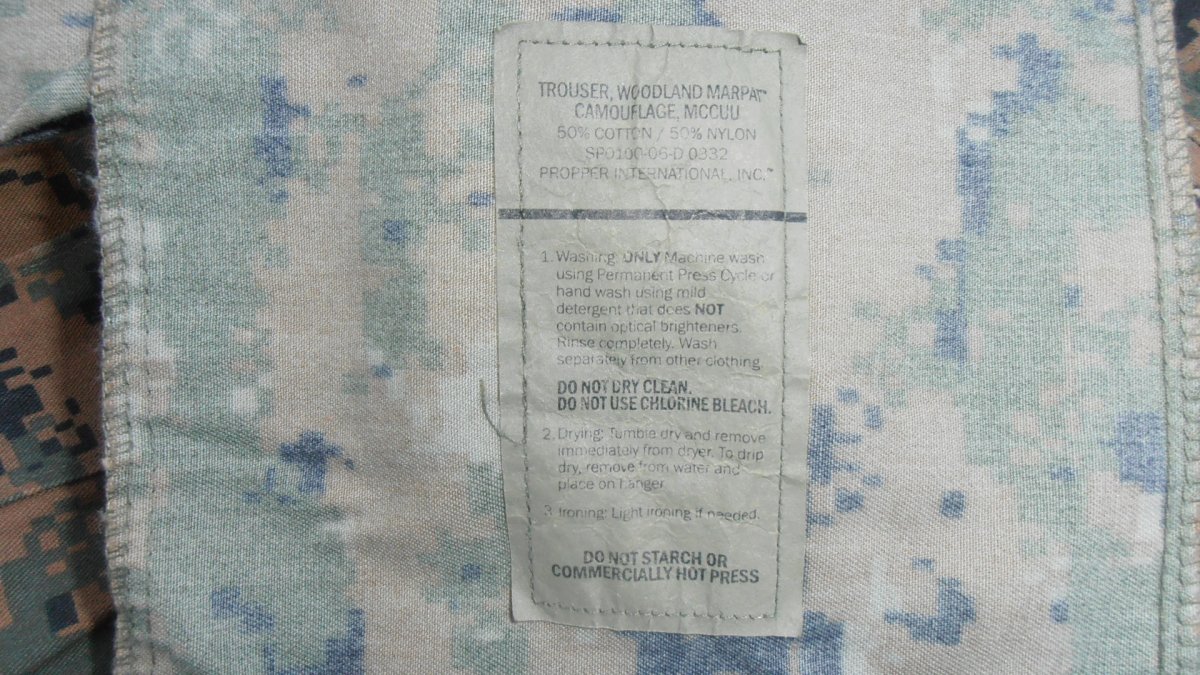 TROUSER, WOODLAND MARPAT™
CAMOUFLAGE, MCCUU
50% COTTON / 50% NYLON
SP0100-06-D 0332
PROPPER INTERNATIONAL, INC.™
1. Washing: ONLY Machine wash
using Permanent Press Cycle or
hand wash using mild
detergent that does NOT
contain optical brighteners.
Rinse completely. Wash
separately from other clothing.
DO NOT DRY CLEAN.
DO NOT USE CHLORINE BLEACH.
2. Drying: Tumble dry and remove
immediately from dryer. To drip
dry, remove from water and
place on hanger
3. Ironing: Light ironing if needed.
DO NOT STARCH OR
COMMERCIALLY HOT PRESS